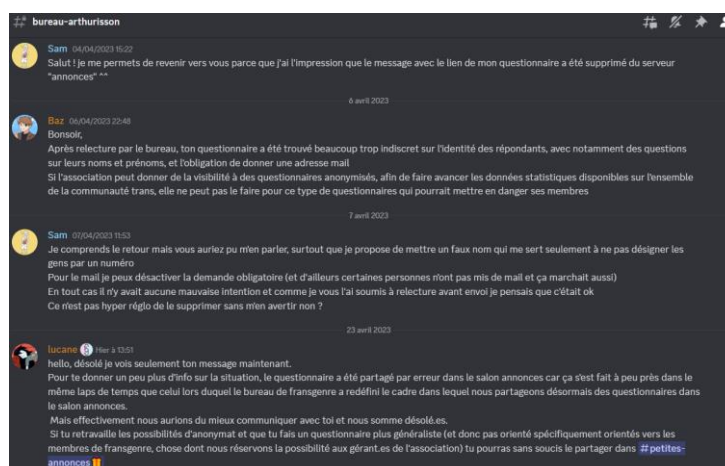 bureau-arthurisson
Sam 04/04/2023 15:22
Salut ! je me permets de revenir vers vous parce que j'ai l'impression que le message avec le lien de mon questionnaire a été supprimé du serveur
"annonces" ^^
6 avril 2023
Baz 06/04/2023 22:48
Bonsoir,
Après relecture par le bureau, ton questionnaire a été trouvé beaucoup trop indiscret sur l'identité des répondants, avec notamment des questions
sur leurs noms et prénoms, et l'obligation de donner une adresse mail
Si l'association peut donner de la visibilité à des questionnaires anonymisés, afin de faire avancer les données statistiques disponibles sur l'ensemble
de la communauté trans, elle ne peut pas le faire pour ce type de questionnaires qui pourrait mettre en danger ses membres
7 avril 2023
Sam 07/04/2023 11:53
Je comprends le retour mais vous auriez pu m'en parler, surtout que je propose de mettre un faux nom qui me sert seulement à ne pas désigner les
gens par un numéro
Pour le mail je peux désactiver la demande obligatoire (et d'ailleurs certaines personnes n'ont pas mis de mail et ça marchait aussi)
En tout cas il n'y avait aucune mauvaise intention et comme je vous l'ai soumis à relecture avant envoi je pensais que c'était ok
Ce n'est pas hyper réglo de le supprimer sans m'en avertir non ?
23 avril 2023
lucane Hier à 13:51
hello, désolé je vois seulement ton message maintenant.
Pour te donner un peu plus d'info sur la situation, le questionnaire a été partagé par erreur dans le salon annonces car ça s'est fait à peu près dans le
même laps de temps que celui lors duquel le bureau de fransgenre a redéfini le cadre dans lequel nous partageons désormais des questionnaires dans
le salon annonces.
Mais effectivement nous aurions du mieux communiquer avec toi et nous somme désolé.es.
Si tu retravaille les possibilités d'anonymat et que tu fais un questionnaire plus généraliste (et donc pas orienté spécifiquement orientés vers les
membres de fransgenre, chose dont nous réservons la possibilité aux gérant.es de l'association) tu pourras sans soucis le partager dans #petites-
annonces